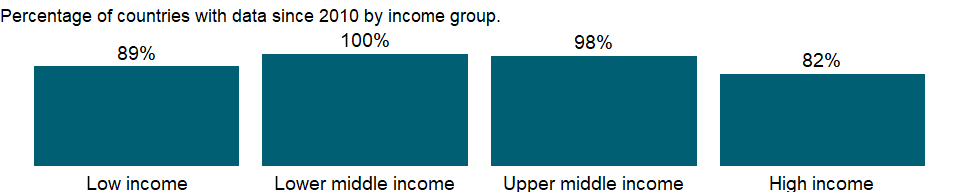 Percentage of countries with data since 2010 by income group.
89% 100% 98% 82%
Low income Lower middle income Upper middle income High income